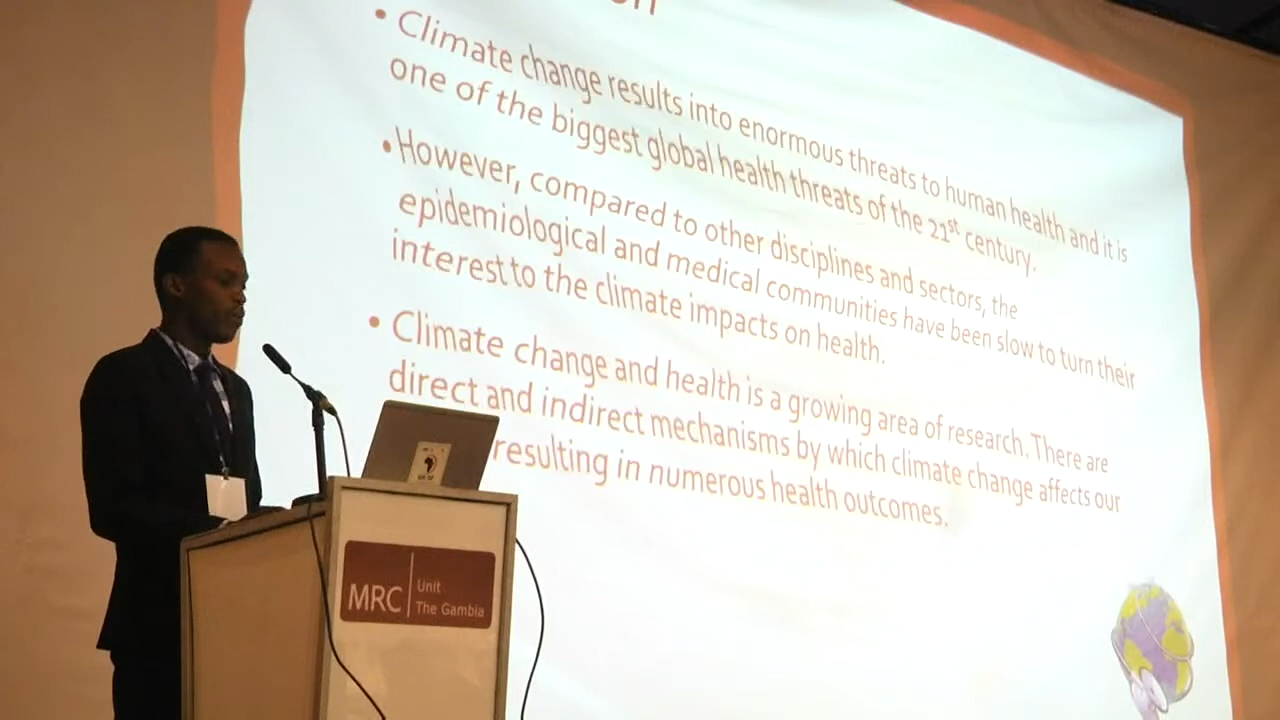 • Climate change results into enormous threats to human health and it is
one of the biggest global health threats of the 21st century.
• However, compared to other disciplines and sectors, the
epidemiological and medical communities have been slow to turn their
interest to the climate impacts on health.
• Climate change and health is a growing area of research. There are
direct and indirect mechanisms by which climate change affects our
resulting in numerous health outcomes.
MRC
Unit
The Gambia